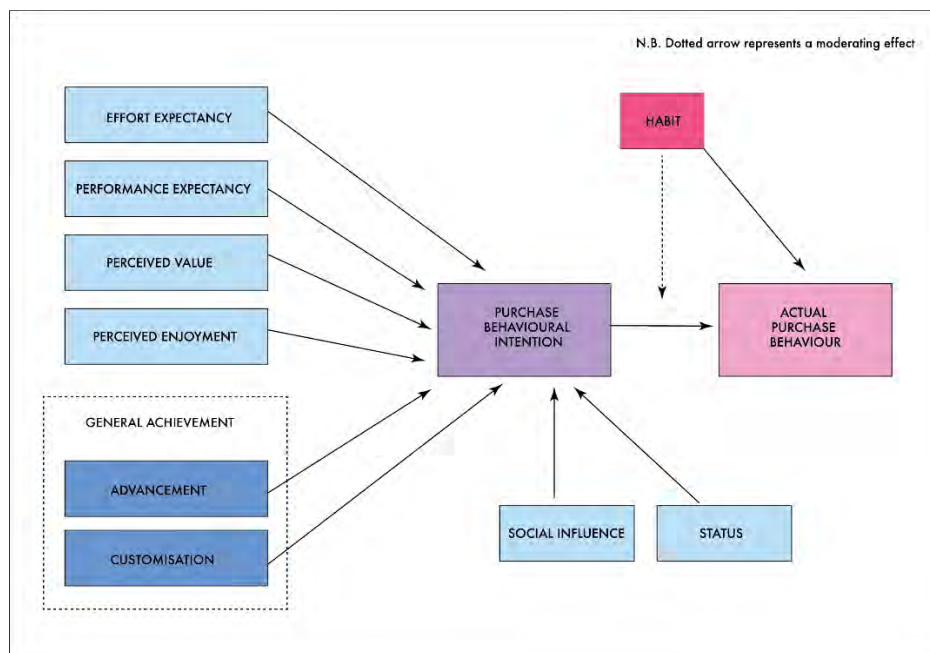 N.B. Dotted arrow represents a moderating effect
EFFORT EXPECTANCY
HABIT
PERFORMANCE EXPECTANCY
PERCEIVED VALUE
PERCEIVED ENJOYMENT
PURCHASE
BEHAVIOURAL
INTENTION
ACTUAL
PURCHASE
BEHAVIOUR
GENERAL ACHIEVEMENT
ADVANCEMENT
CUSTOMISATION
SOCIAL INFLUENCE
STATUS